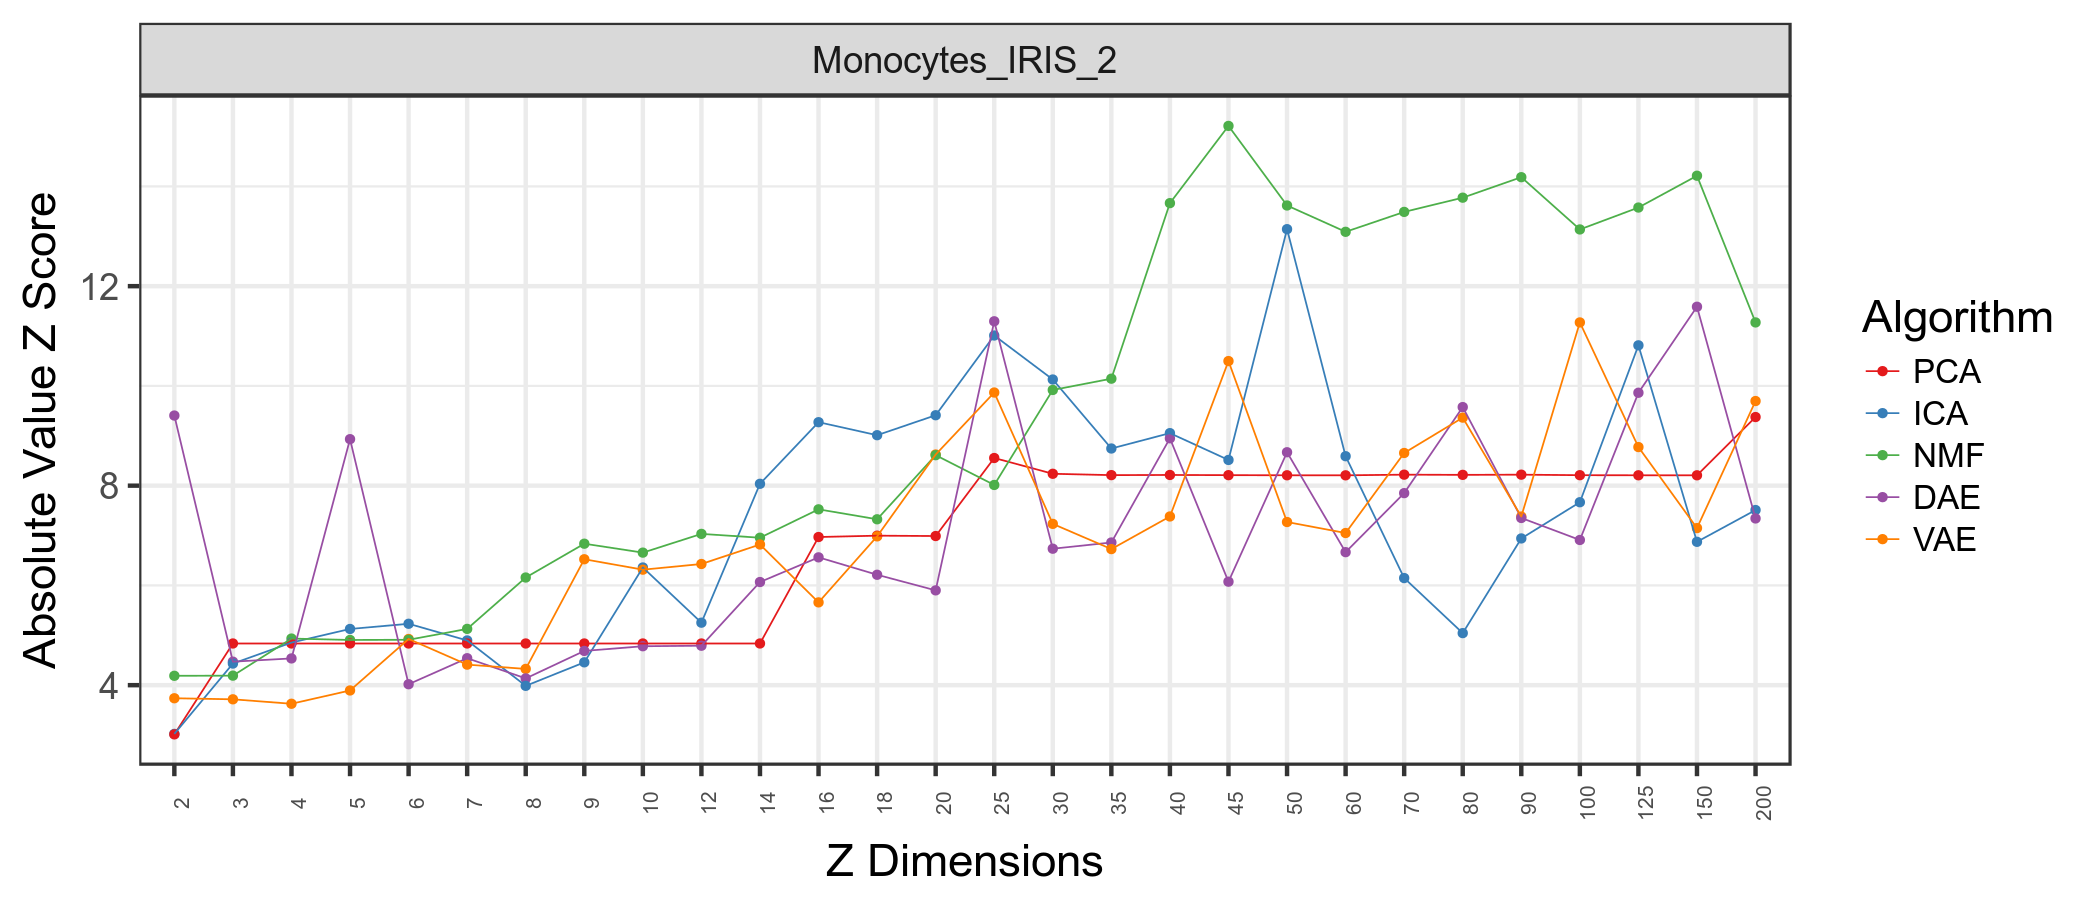 Monocytes_IRIS_2
Absolute Value Z Score
12
8
4
2 3 4 5 6 7 8 9 10 12 14 16 18 20 25 30 35 40 45 50 60 70 80 90 100 125 150 200
Z Dimensions
Algorithm
PCA
ICA
NMF
DAE
VAE